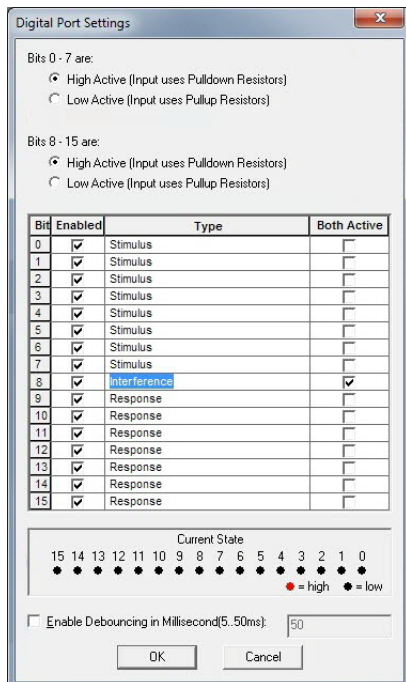 Digital Port Settings
Bits 0 - 7 are:
High Active (Input uses Pulldown Resistors)
Low Active (Input uses Pullup Resistors)
Bits 8 - 15 are:
High Active (Input uses Pulldown Resistors)
Low Active (Input uses Pullup Resistors)
Bit Enabled Type Both Active
0 Stimulus
1 Stimulus
2 Stimulus
3 Stimulus
4 Stimulus
5 Stimulus
6 Stimulus
7 Stimulus
8 Interference
9 Response
10 Response
11 Response
12 Response
13 Response
14 Response
15 Response
Current State
15 14 13 12 11 10 9 8 7 6 5 4 3 2 1 0
= high = low
Enable Debouncing in Millisecond(5..50ms): 50
OK Cancel